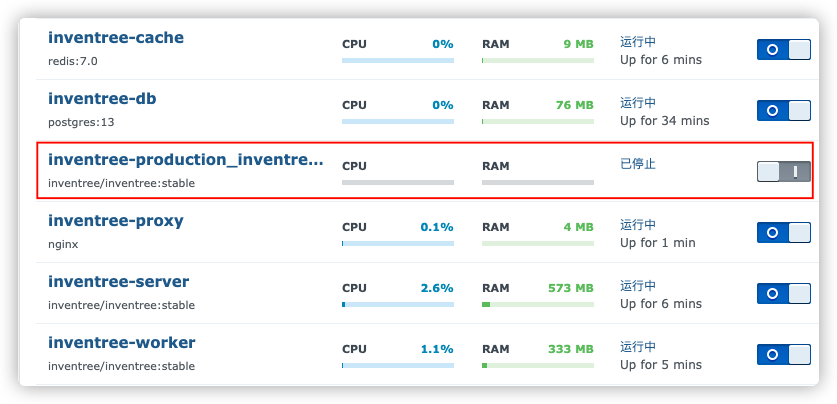 inventree-cache
CPU 0% RAM 9 MB 运行中
redis:7.0 Up for 6 mins
inventree-db
CPU 0% RAM 76 MB 运行中
postgres:13 Up for 34 mins
inventree-production_inventre...
CPU RAM 已停止
inventree/inventree:stable
inventree-proxy
CPU 0.1% RAM 4 MB 运行中
nginx Up for 1 min
inventree-server
CPU 2.6% RAM 573 MB 运行中
inventree/inventree:stable Up for 6 mins
inventree-worker
CPU 1.1% RAM 333 MB 运行中
inventree/inventree:stable Up for 5 mins